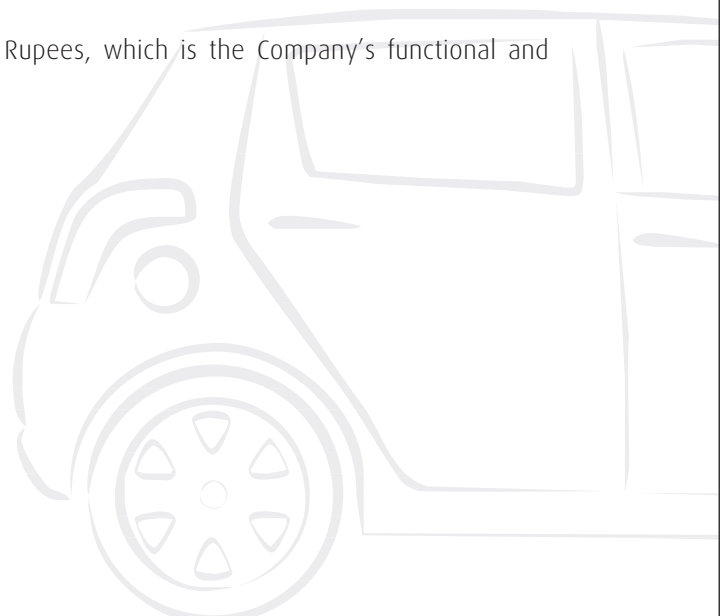 Rupees, which is the Company's functional and